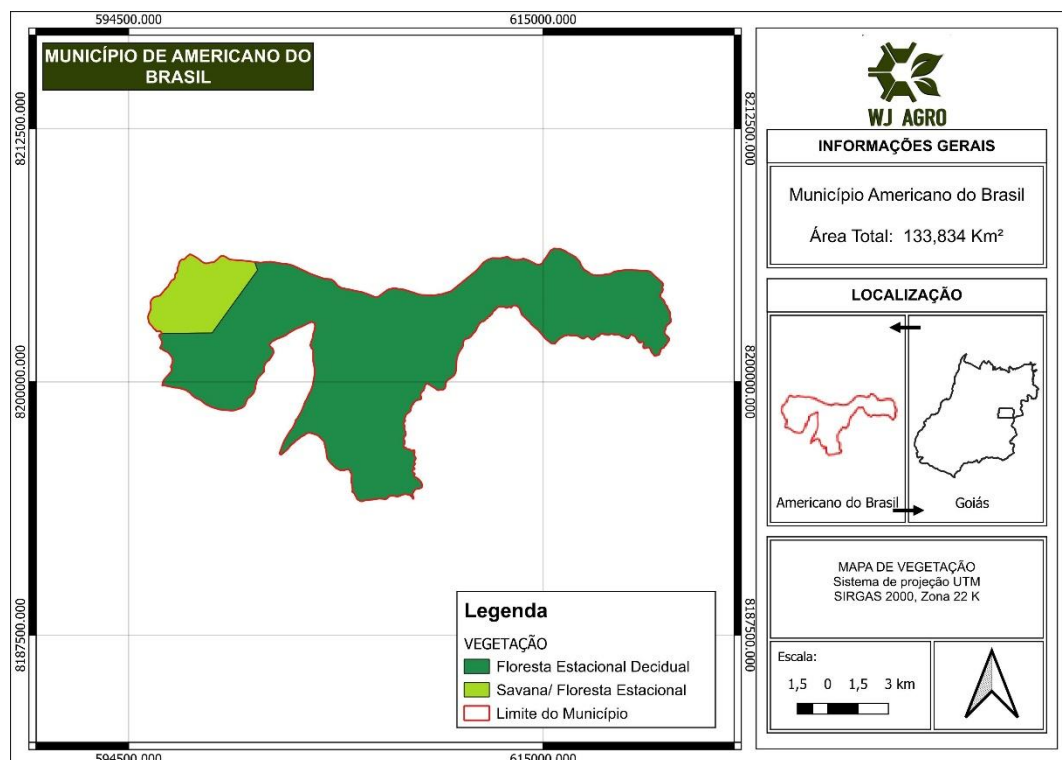 594500.000
615000.000
MUNICÍPIO DE AMERICANO DO
BRASIL
8212500.000
8212500.000
8200000.000
8200000.000
8187500.000
Legenda
VEGETAÇÃO
Floresta Estacional Decidual
Savana/ Floresta Estacional
Limite do Município
8187500.000
594500.000
615000.000
WJ AGRO
INFORMAÇÕES GERAIS
Município Americano do Brasil
Área Total: 133,834 Km²
LOCALIZAÇÃO
Americano do Brasil
Goiás
MAPA DE VEGETAÇÃO
Sistema de projeção UTM
SIRGAS 2000, Zona 22 K
Escala:
1,5 0 1,5 3 km